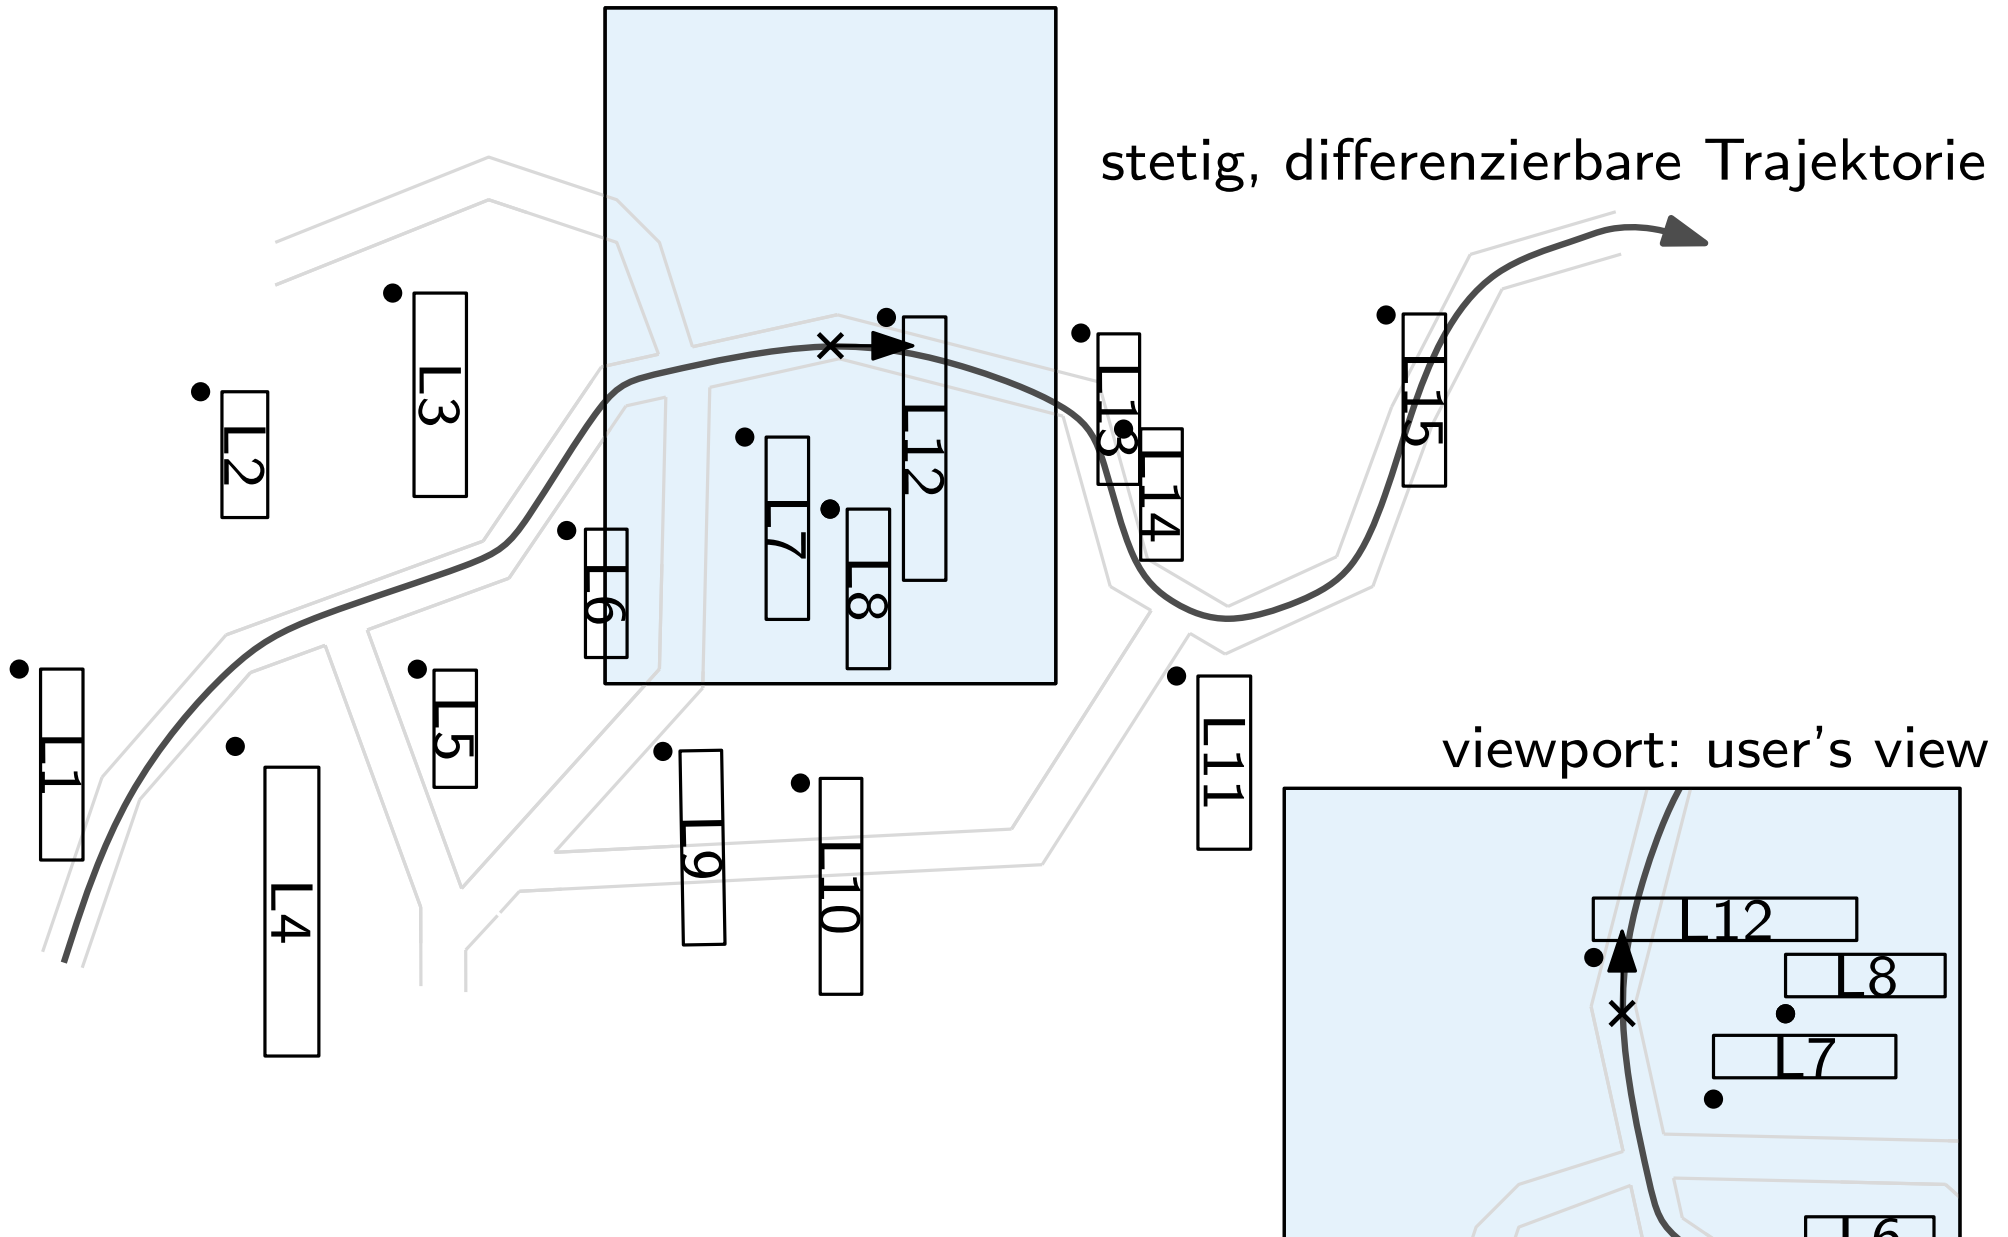 stetig, differenzierbare Trajektorie
L3
L2
L12
L13
L15
L14
L7
L8
L6
L1
L5
L4
L9
L10
L11
viewport: user's view
L12
L8
L7
L6